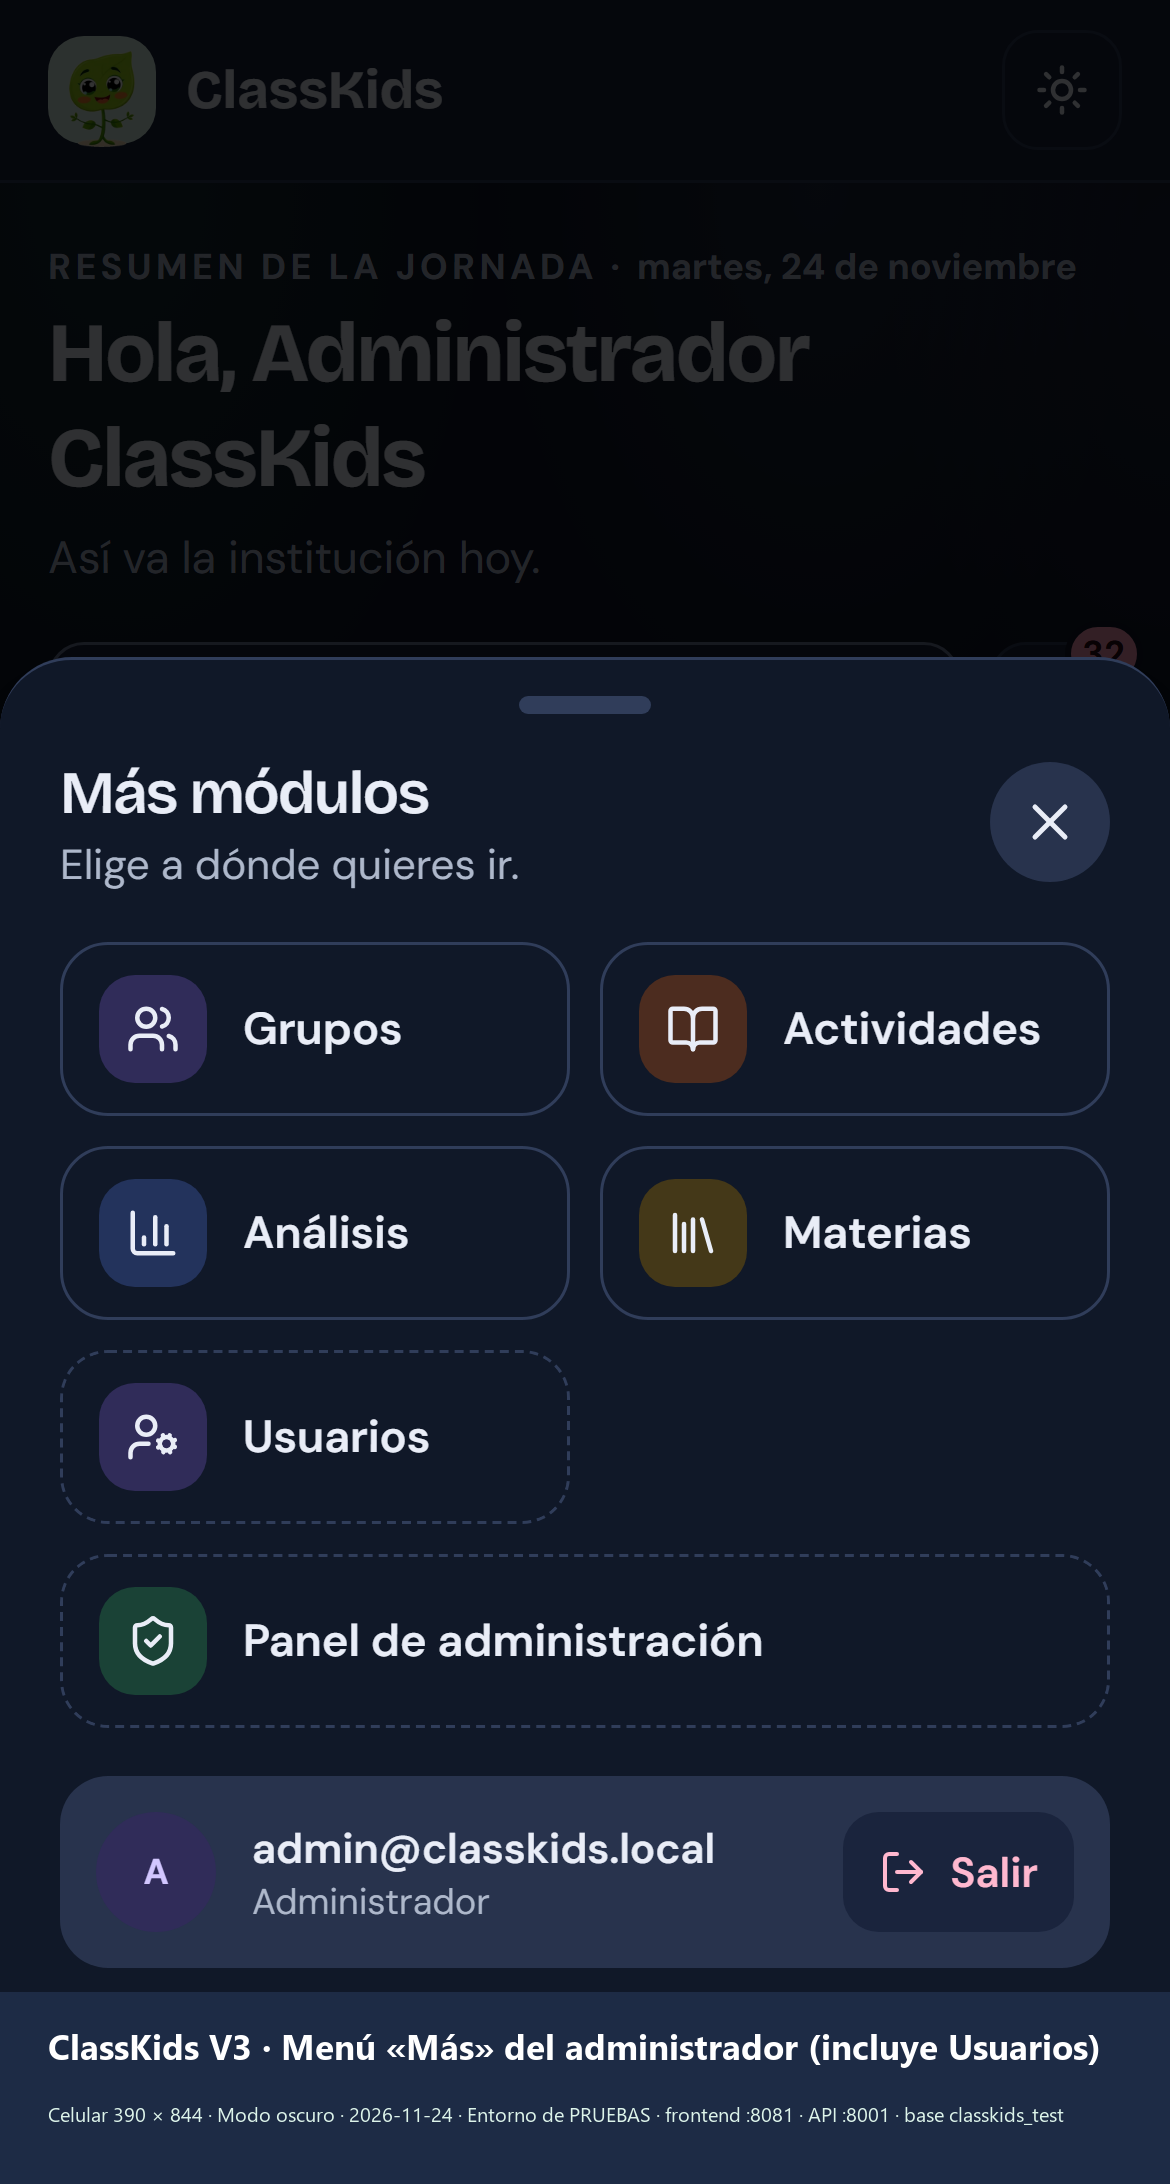 ClassKids
RESUMEN DE LA JORNADA · martes, 24 de noviembre
Hola, Administrador
ClassKids
Así va la institución hoy.
32
Más módulos
Elige a dónde quieres ir.
Grupos
Actividades
Análisis
Materias
Usuarios
Panel de administración
A
admin@classkids.local
Administrador
Salir
ClassKids V3 · Menú «Más» del administrador (incluye Usuarios)
Celular 390 × 844 · Modo oscuro · 2026-11-24 · Entorno de PRUEBAS · frontend :8081 · API :8001 · base classkids_test